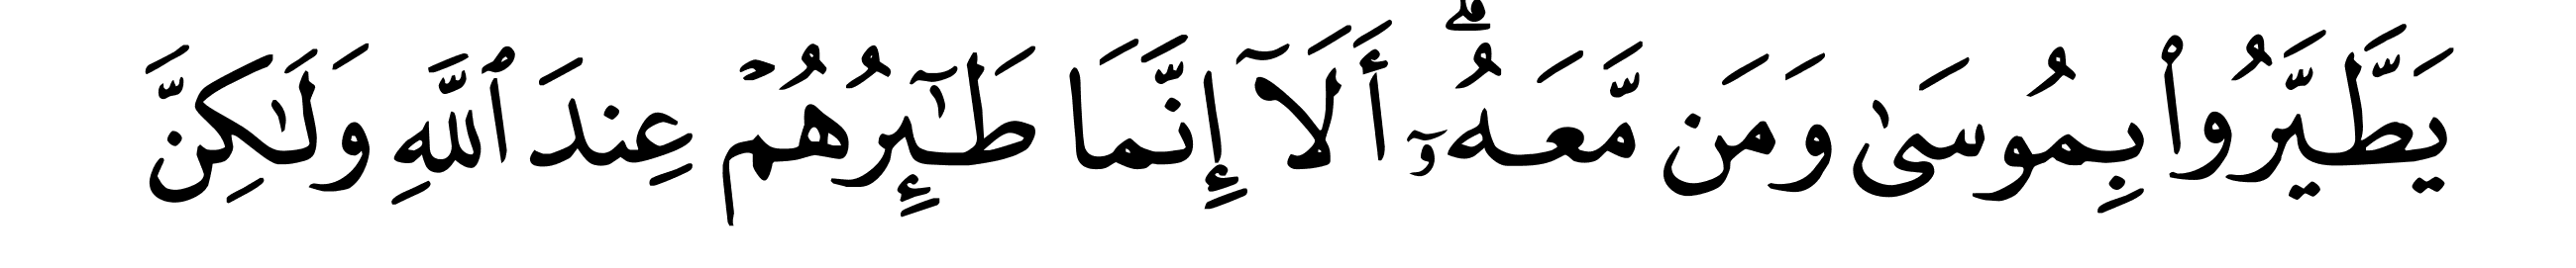 يَطَّيَّرُوا۟ بِمُوسَىٰ وَمَن مَّعَهُۥٓ ۗ أَلَآ إِنَّمَا طَـٰٓئِرُهُمْ عِندَ ٱللَّهِ وَلَـٰكِنَّ